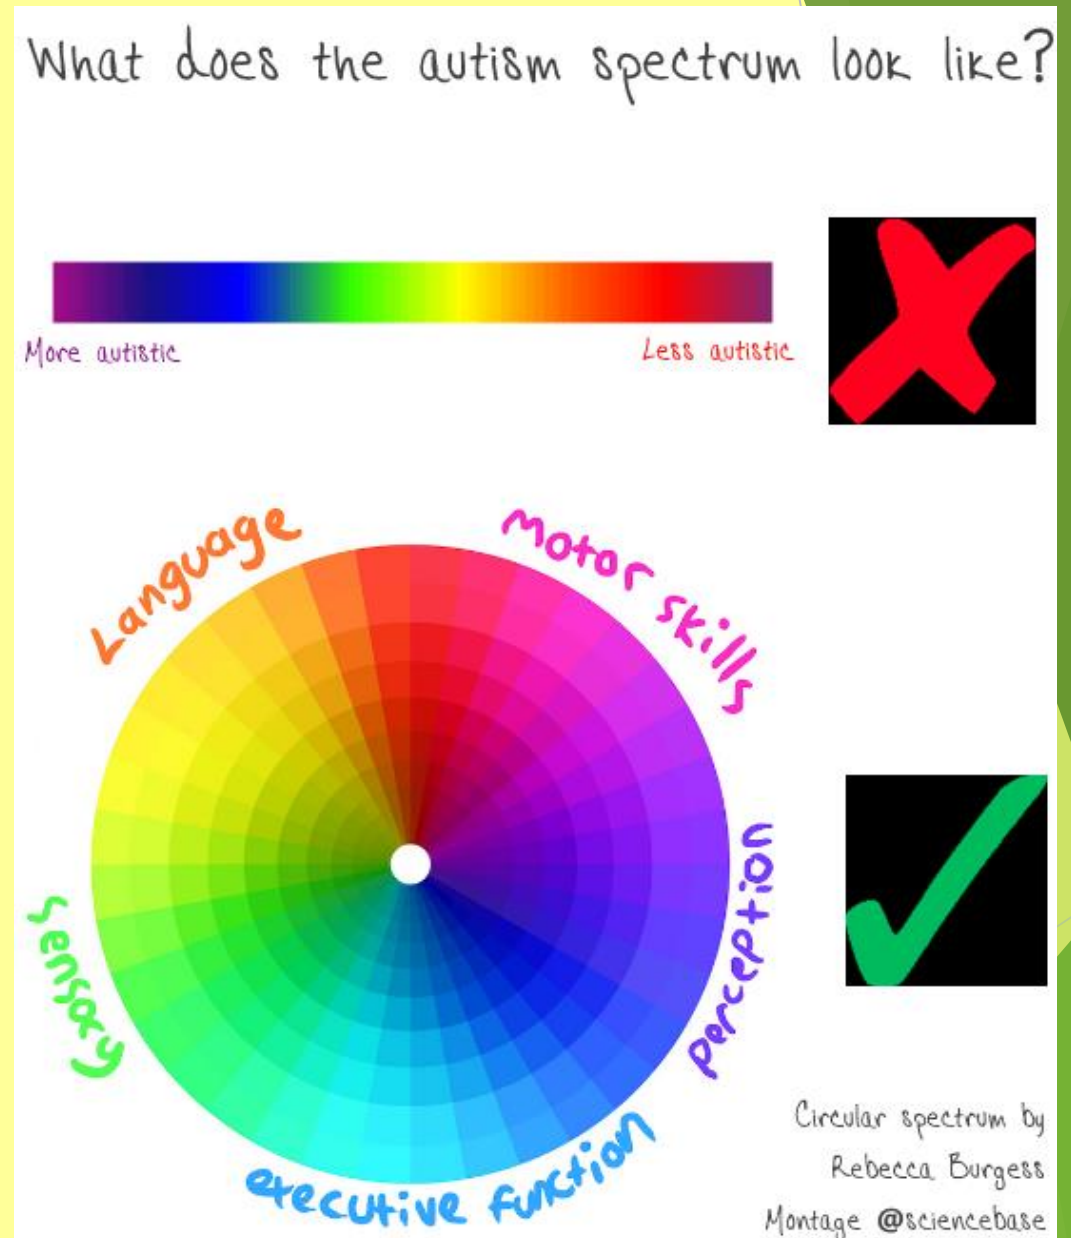 What does the autism spectrum look like?
More autistic
Less autistic
Language
Motor skills
perception
sensory
executive function
Circular spectrum by
Rebecca Burgess
Montage @sciencebase